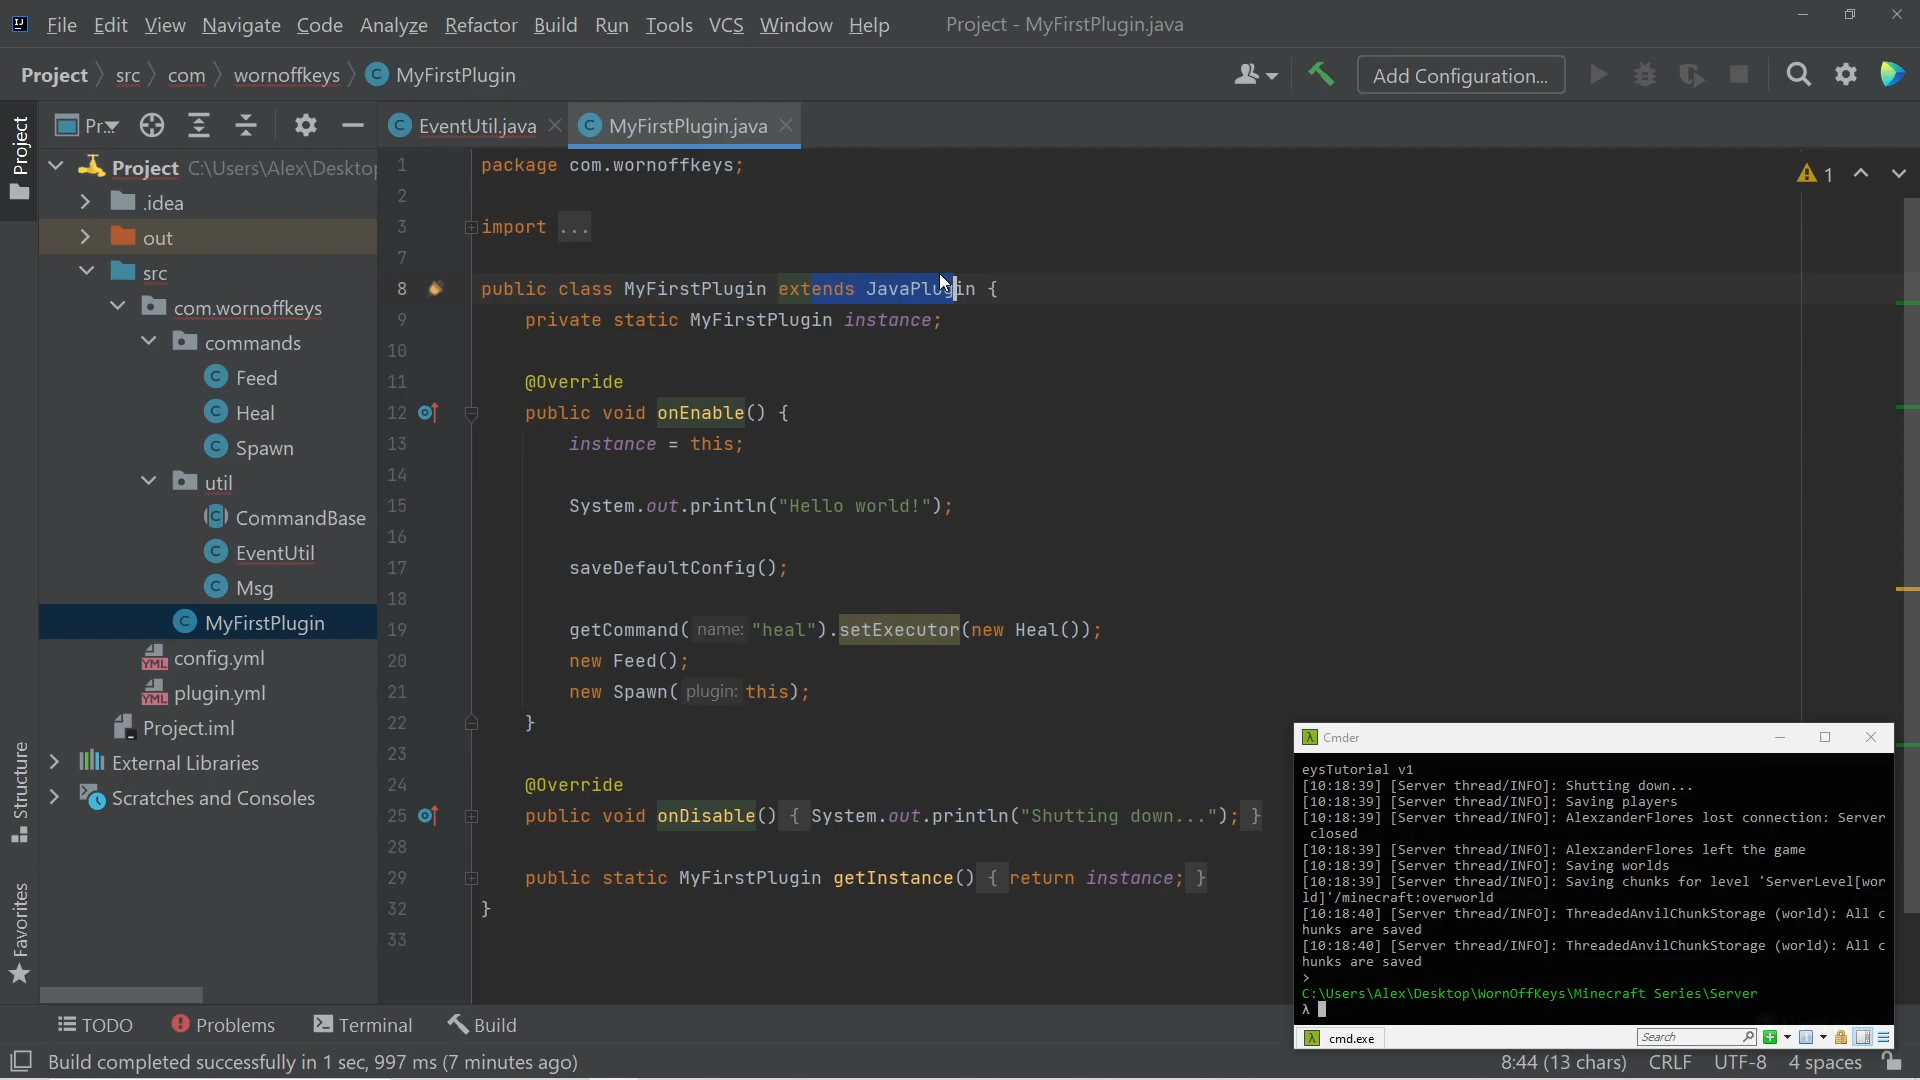 File Edit View Navigate Code Analyze Refactor Build Run Tools VCS Window Help Project - MyFirstPlugin.java
Project src com wornoffkeys MyFirstPlugin Add Configuration...
Project
Pr...
EventUtil.java MyFirstPlugin.java
Project C:\Users\Alex\Desktop
.idea
out
src
com.wornoffkeys
commands
Feed
Heal
Spawn
util
CommandBase
EventUtil
Msg
MyFirstPlugin
config.yml
plugin.yml
Project.iml
External Libraries
Scratches and Consoles
Structure
Favorites
1 package com.wornoffkeys;
2
3 import ...
7
8 public class MyFirstPlugin extends JavaPlugin {
9 private static MyFirstPlugin instance;
10
11 @Override
12 public void onEnable() {
13 instance = this;
14
15 System.out.println("Hello world!");
16
17 saveDefaultConfig();
18
19 getCommand( name: "heal").setExecutor(new Heal());
20 new Feed();
21 new Spawn( plugin: this);
22 }
23
24 @Override
25 public void onDisable() { System.out.println("Shutting down..."); }
28
29 public static MyFirstPlugin getInstance() { return instance; }
32 }
33
1
Cmder
eysTutorial v1
[10:18:39] [Server thread/INFO]: Shutting down...
[10:18:39] [Server thread/INFO]: Saving players
[10:18:39] [Server thread/INFO]: AlexzanderFlores lost connection: Server
closed
[10:18:39] [Server thread/INFO]: AlexzanderFlores left the game
[10:18:39] [Server thread/INFO]: Saving worlds
[10:18:39] [Server thread/INFO]: Saving chunks for level 'ServerLevel[wor
ld]'/minecraft:overworld
[10:18:40] [Server thread/INFO]: ThreadedAnvilChunkStorage (world): All c
hunks are saved
[10:18:40] [Server thread/INFO]: ThreadedAnvilChunkStorage (world): All c
hunks are saved
>
C:\Users\Alex\Desktop\WornOffKeys\Minecraft Series\Server
λ
cmd.exe Search
TODO Problems Terminal Build
Build completed successfully in 1 sec, 997 ms (7 minutes ago) 8:44 (13 chars) CRLF UTF-8 4 spaces